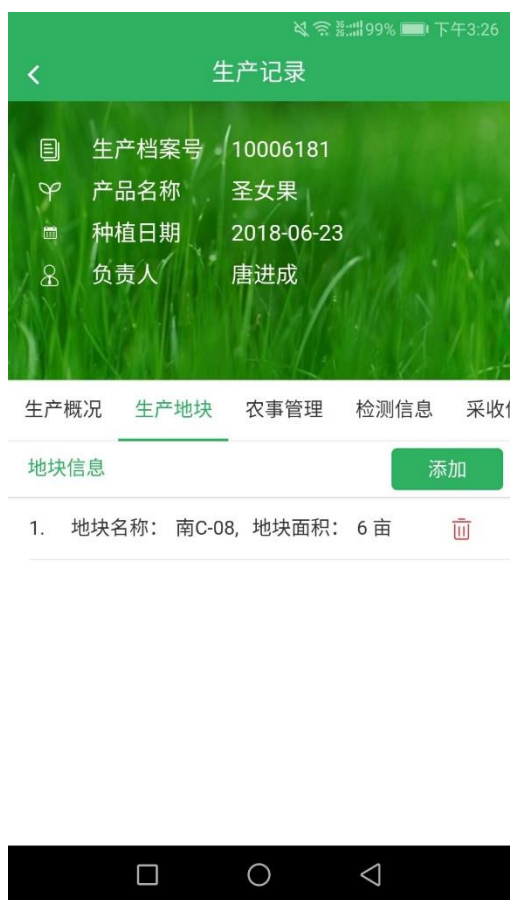 99% 下午3:26
生产记录
生产档案号 10006181
产品名称 圣女果
种植日期 2018-06-23
负责人 唐进成
生产概况 生产地块 农事管理 检测信息 采收
地块信息 添加
1. 地块名称： 南C-08, 地块面积： 6 亩